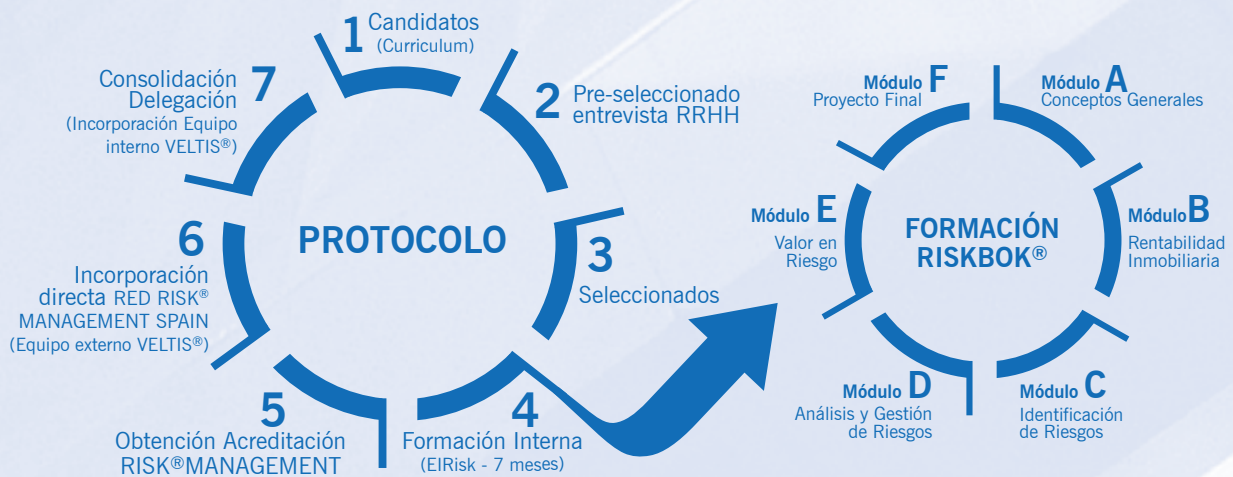 1 Candidatos
(Curriculum)
2 Pre-seleccionado
entrevista RRHH
3
Seleccionados
4
Formación Interna
(EIRisk - 7 meses)
5
Obtención Acreditación
RISK®MANAGEMENT
6
Incorporación
directa RED RISK®
MANAGEMENT SPAIN
(Equipo externo VELTIS®)
7
Consolidación
Delegación
(Incorporación Equipo
interno VELTIS®)
PROTOCOLO
Módulo A
Conceptos Generales
Módulo B
Rentabilidad
Inmobiliaria
Módulo C
Identificación
de Riesgos
Módulo D
Análisis y Gestión
de Riesgos
Módulo E
Valor en
Riesgo
Módulo F
Proyecto Final
FORMACIÓN
RISKBOK®